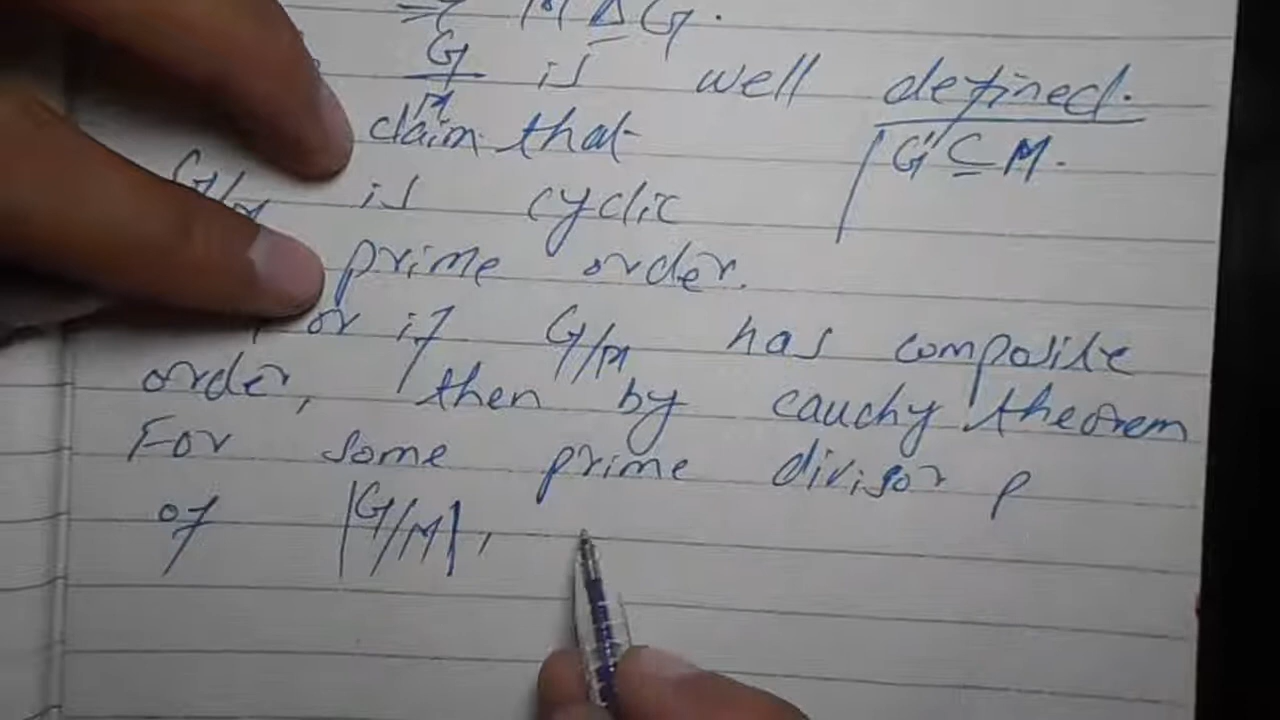 => M ⊴ G.
G/M is well defined.
claim that
G' ⊆ M.
G/M is cyclic
prime order.
or if G/M has composite
order, then by cauchy theorem
For some prime divisor p
of |G/M|,